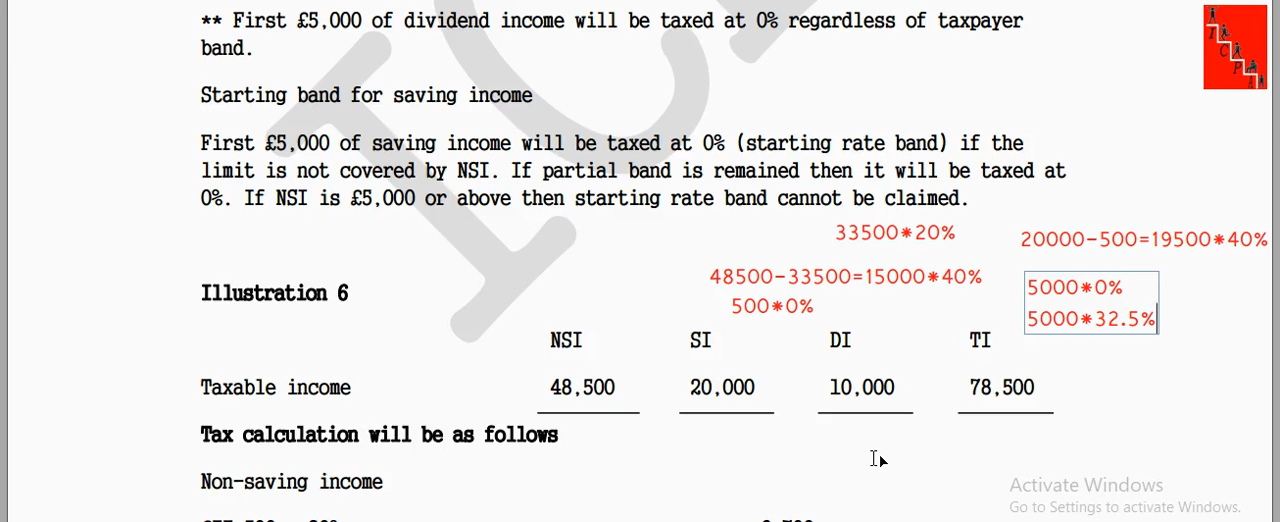 ** First £5,000 of dividend income will be taxed at 0% regardless of taxpayer
band.
Starting band for saving income
First £5,000 of saving income will be taxed at 0% (starting rate band) if the
limit is not covered by NSI. If partial band is remained then it will be taxed at
0%. If NSI is £5,000 or above then starting rate band cannot be claimed.
33500*20%
20000-500=19500*40%
48500-33500=15000*40%
5000*0%
Illustration 6
500*0%
5000*32.5%
NSI SI DI TI
Taxable income 48,500 20,000 10,000 78,500
Tax calculation will be as follows
Non-saving income
Activate Windows
Go to Settings to activate Windows.